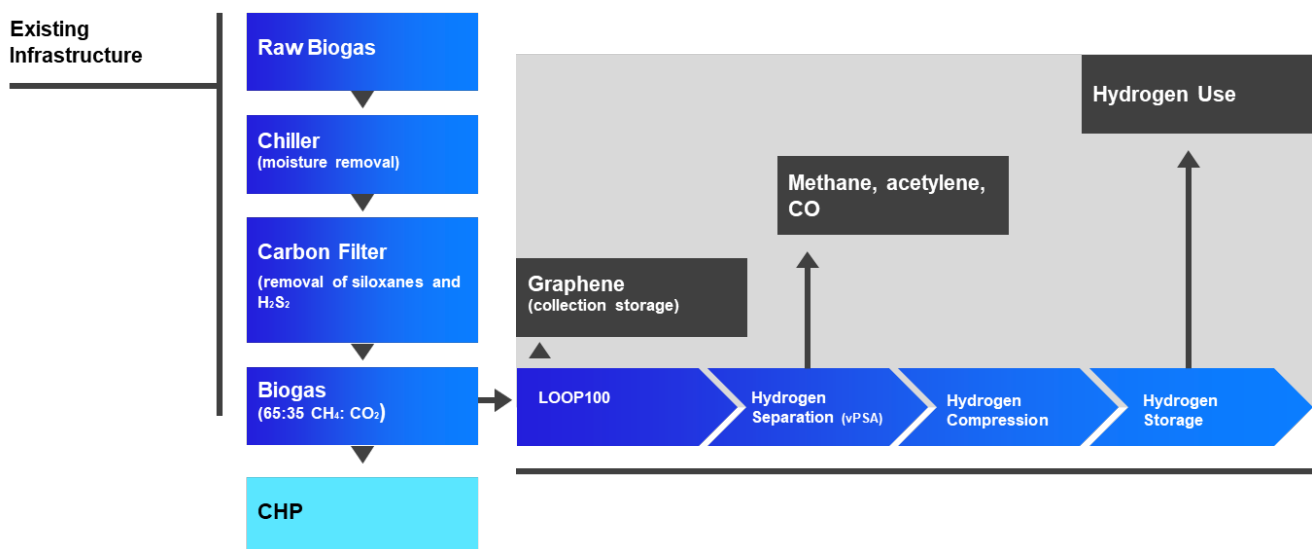 Existing
Infrastructure
Raw Biogas
Chiller
(moisture removal)
Carbon Filter
(removal of siloxanes and
H₂S₂
Biogas
(65:35 CH₄: CO₂)
CHP
Hydrogen Use
Methane, acetylene,
CO
Graphene
(collection storage)
LOOP100
Hydrogen
Separation (vPSA)
Hydrogen
Compression
Hydrogen
Storage